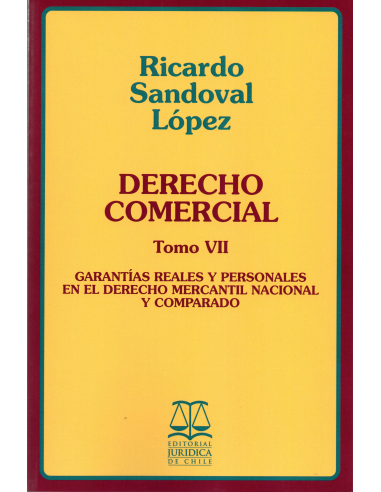 Ricardo
Sandoval
López
DERECHO
COMERCIAL
Tomo VII
GARANTÍAS REALES Y PERSONALES
EN EL DERECHO MERCANTIL NACIONAL
Y COMPARADO
EDITORIAL
JURIDICA
DE CHILE